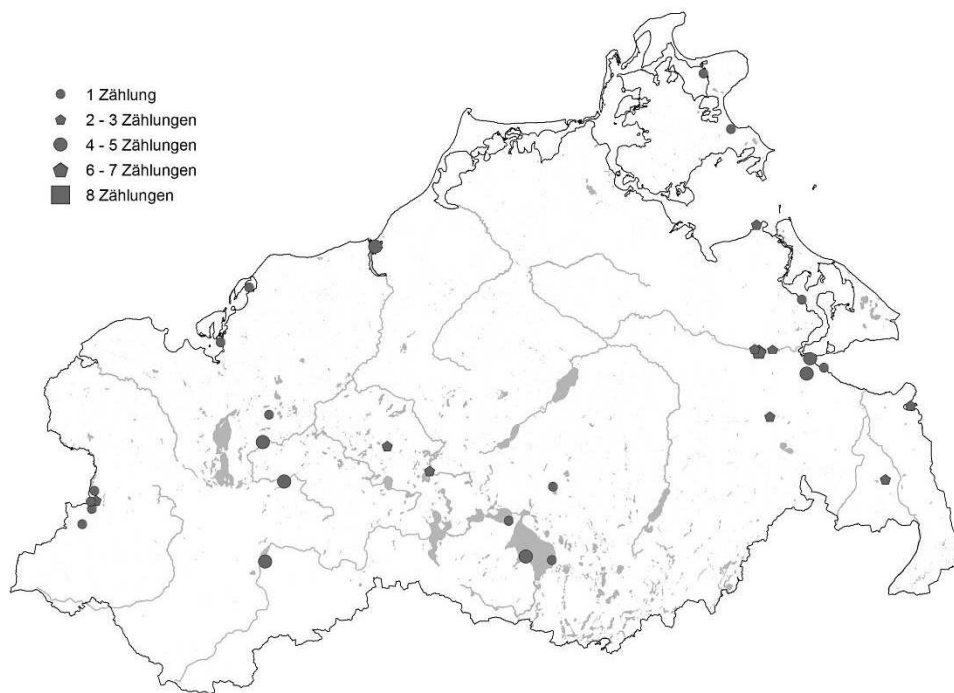 1 Zählung
2 - 3 Zählungen
4 - 5 Zählungen
6 - 7 Zählungen
8 Zählungen